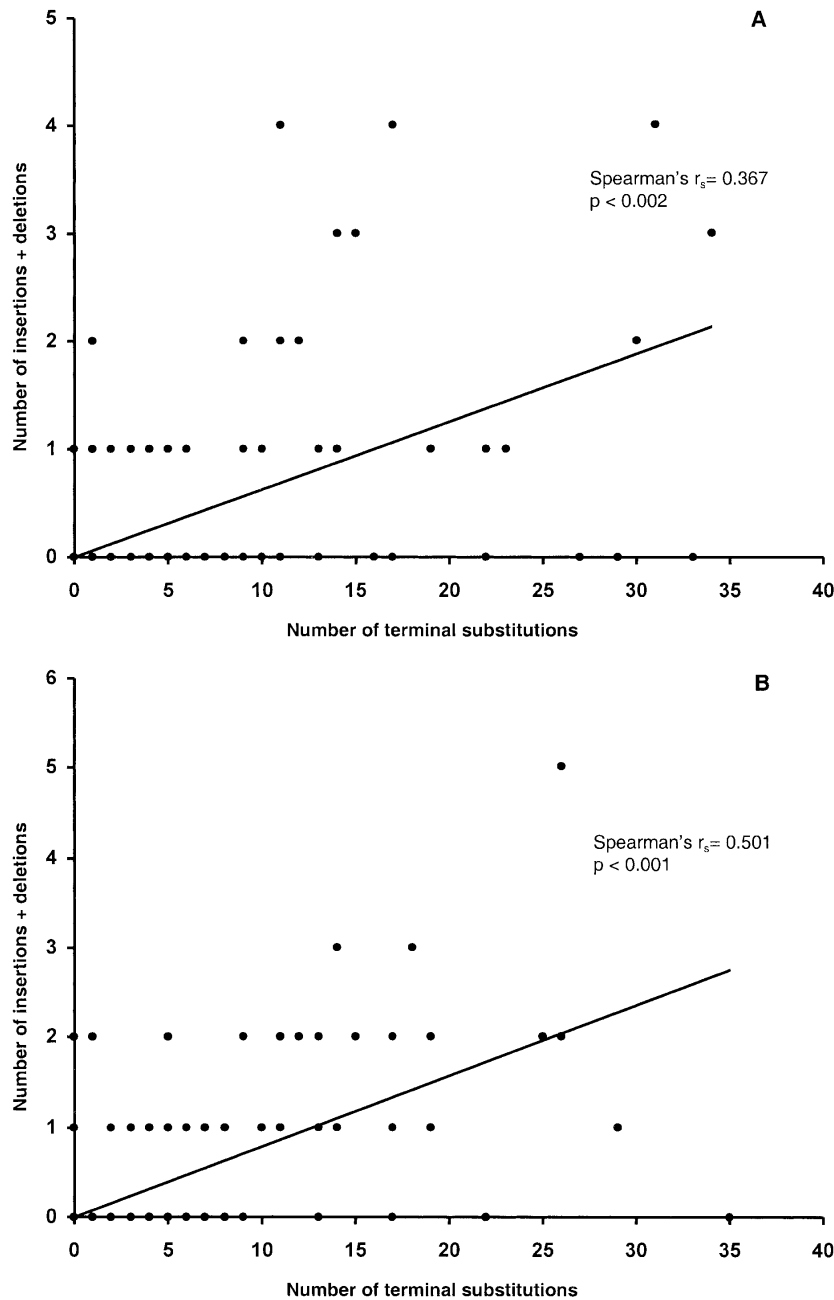 A
5
4
3
2
1
0
Number of insertions + deletions
Spearman's rs= 0.367
p < 0.002
0 5 10 15 20 25 30 35 40
Number of terminal substitutions
B
6
5
4
3
2
1
0
Number of insertions + deletions
Spearman's rs= 0.501
p < 0.001
0 5 10 15 20 25 30 35 40
Number of terminal substitutions